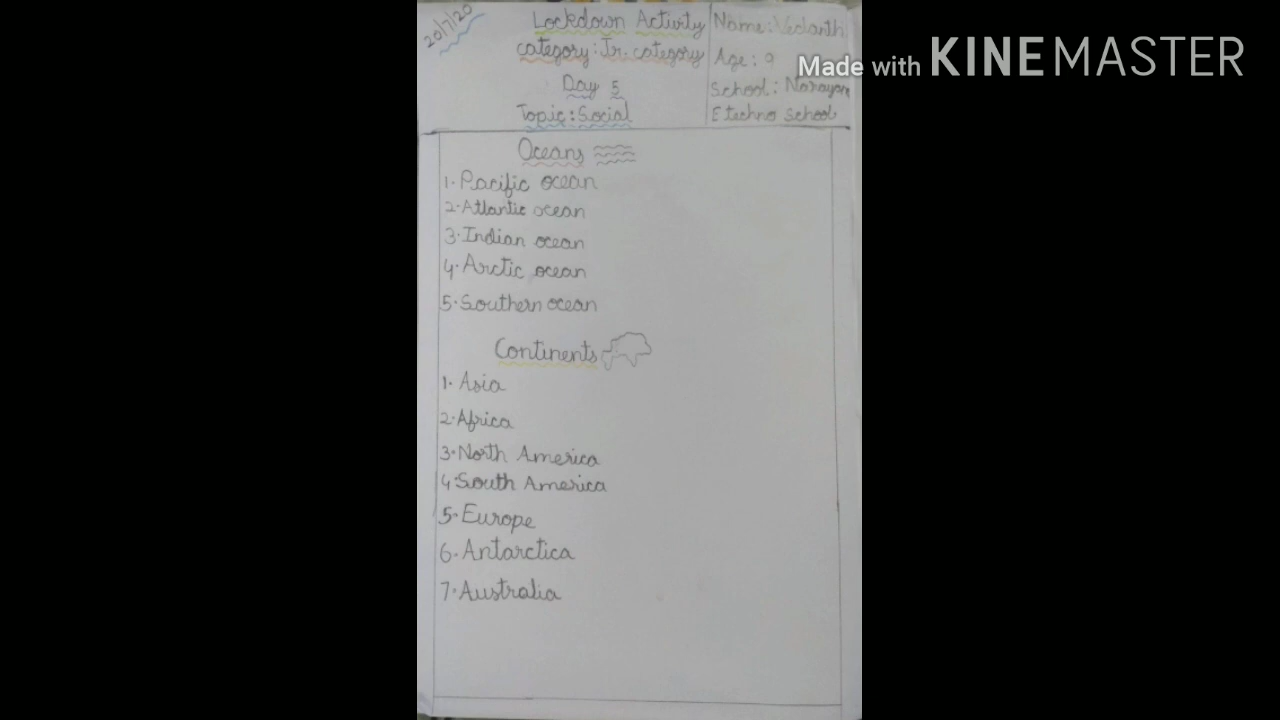 20/7/20
Lockdown Activity
category: Jr. category
Day 5
Topic: Social
Name: Vedanth
Age: 9
School: Narayana
E techno School
Made with KINEMASTER
Oceans
1. Pacific ocean
2. Atlantic ocean
3. Indian ocean
4. Arctic ocean
5. Southern ocean
Continents
1. Asia
2. Africa
3. North America
4. South America
5. Europe
6. Antarctica
7. Australia